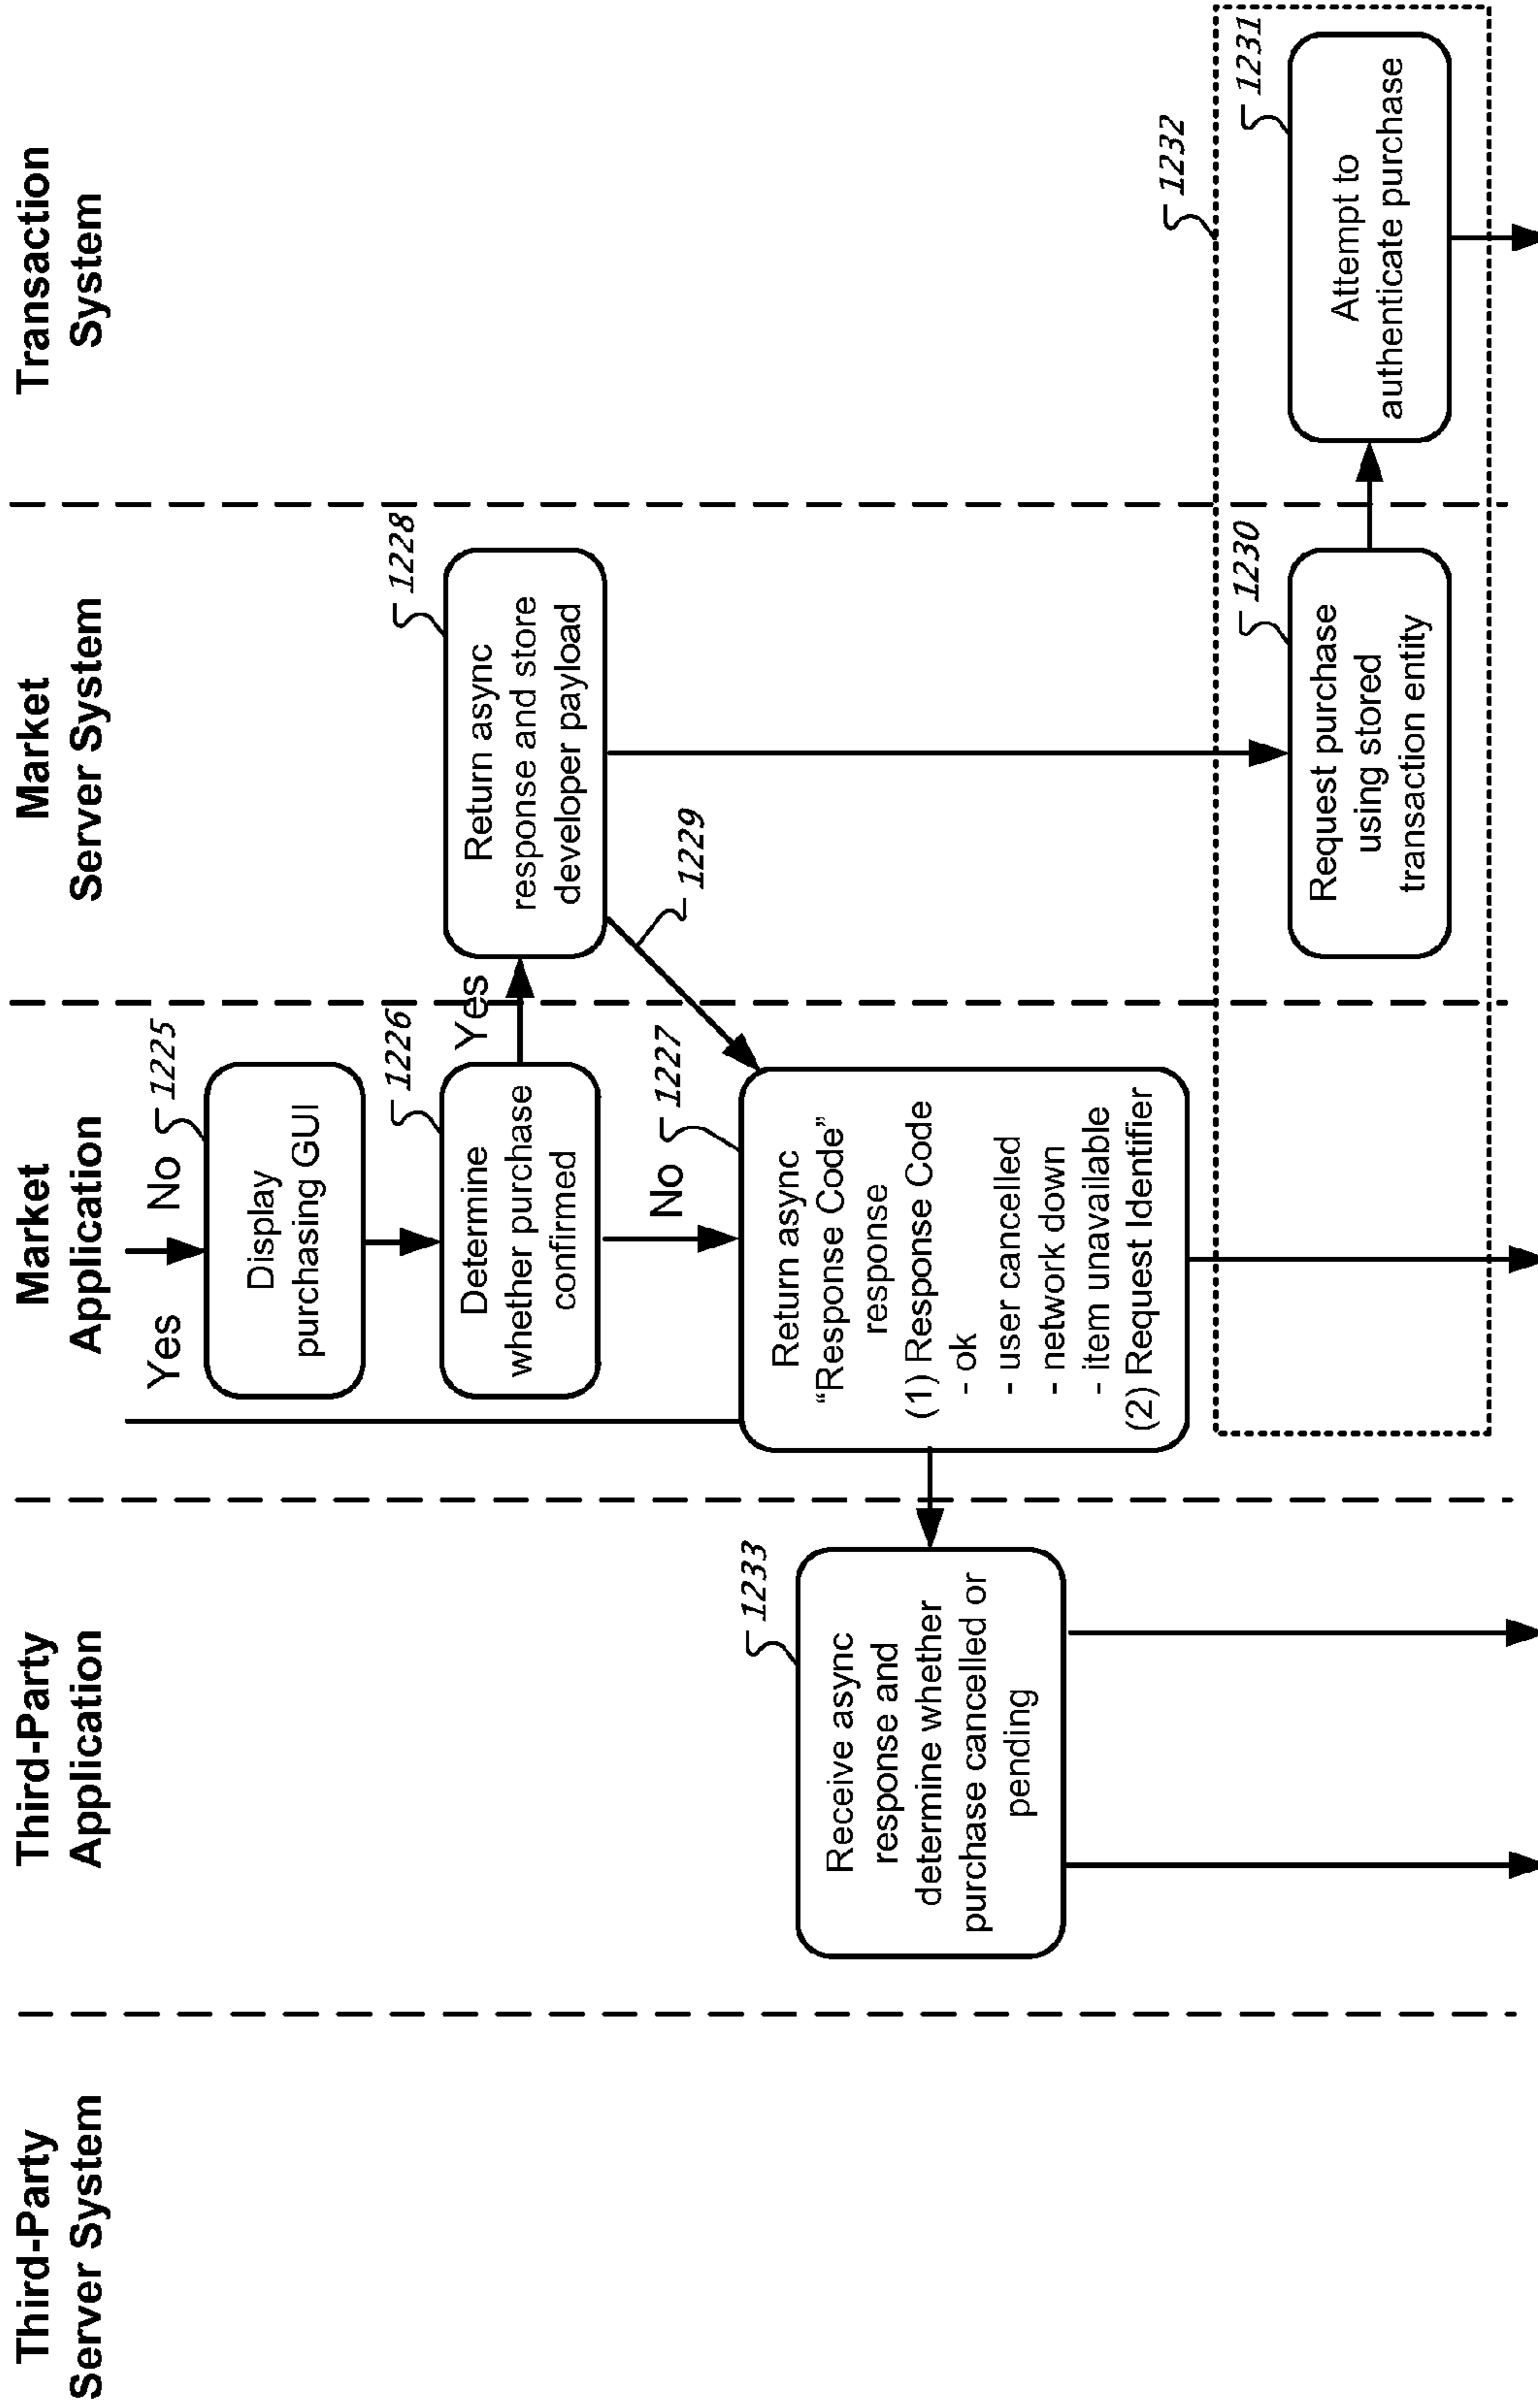 Third-Party
Server System
Third-Party
Application
Market
Application
Market
Server System
Transaction
System
Yes
No
1225
Display
purchasing GUI
1226
Determine
whether purchase
confirmed
Yes
1228
Return async
response and store
developer payload
No
1227
1229
Return async
“Response Code”
response
(1) Response Code
- ok
- user cancelled
- network down
- item unavailable
(2) Request Identifier
1233
Receive async
response and
determine whether
purchase cancelled or
pending
1232
1230
Request purchase
using stored
transaction entity
1231
Attempt to
authenticate purchase